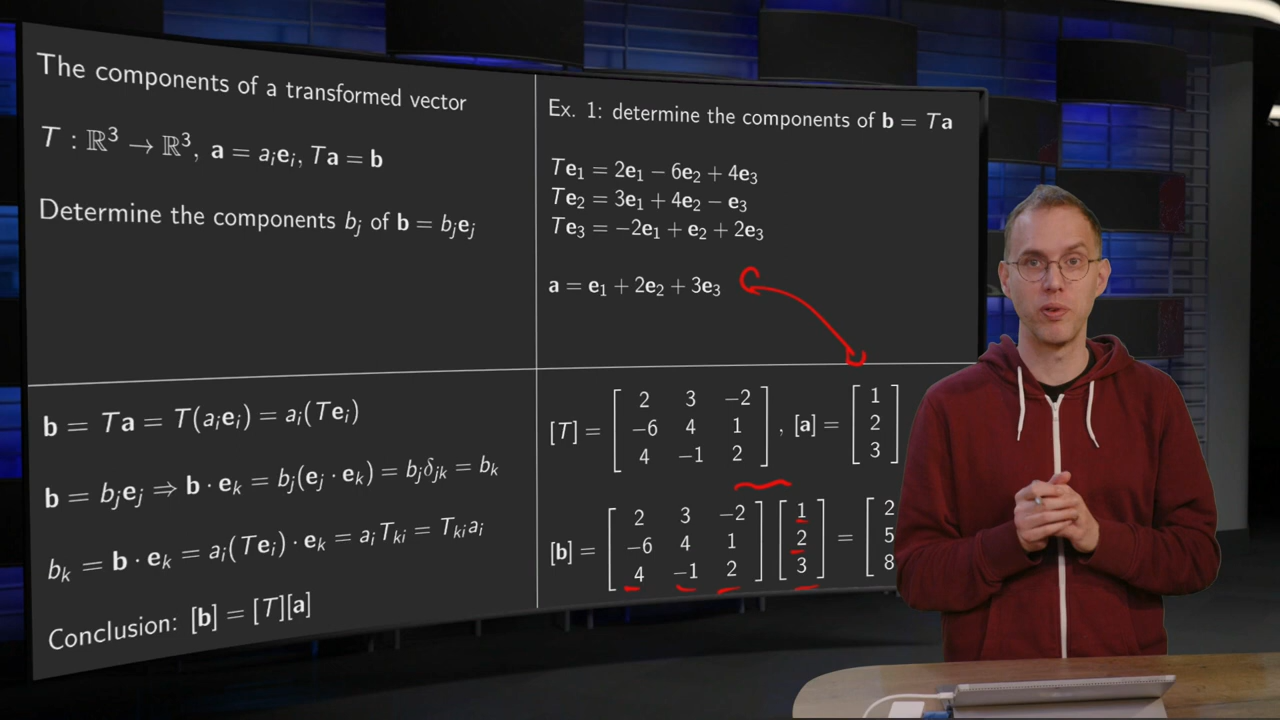 The components of a transformed vector
T : ℝ³ → ℝ³, a = aᵢeᵢ, Ta = b
Determine the components bⱼ of b = bⱼeⱼ
Ex. 1: determine the components of b = Ta
Te₁ = 2e₁ − 6e₂ + 4e₃
Te₂ = 3e₁ + 4e₂ − e₃
Te₃ = −2e₁ + e₂ + 2e₃
a = e₁ + 2e₂ + 3e₃
b = Ta = T(aᵢeᵢ) = aᵢ(Teᵢ)
b = bⱼeⱼ ⇒ b · eₖ = bⱼ(eⱼ · eₖ) = bⱼδⱼₖ = bₖ
bₖ = b · eₖ = aᵢ(Teᵢ) · eₖ = aᵢTₖᵢ = Tₖᵢaᵢ
Conclusion: [b] = [T][a]
2 3 −2 1
[T] = −6 4 1 , [a] = 2
4 −1 2 3
2 3 −2 1 2
[b] = −6 4 1 2 = 5
4 −1 2 3 8